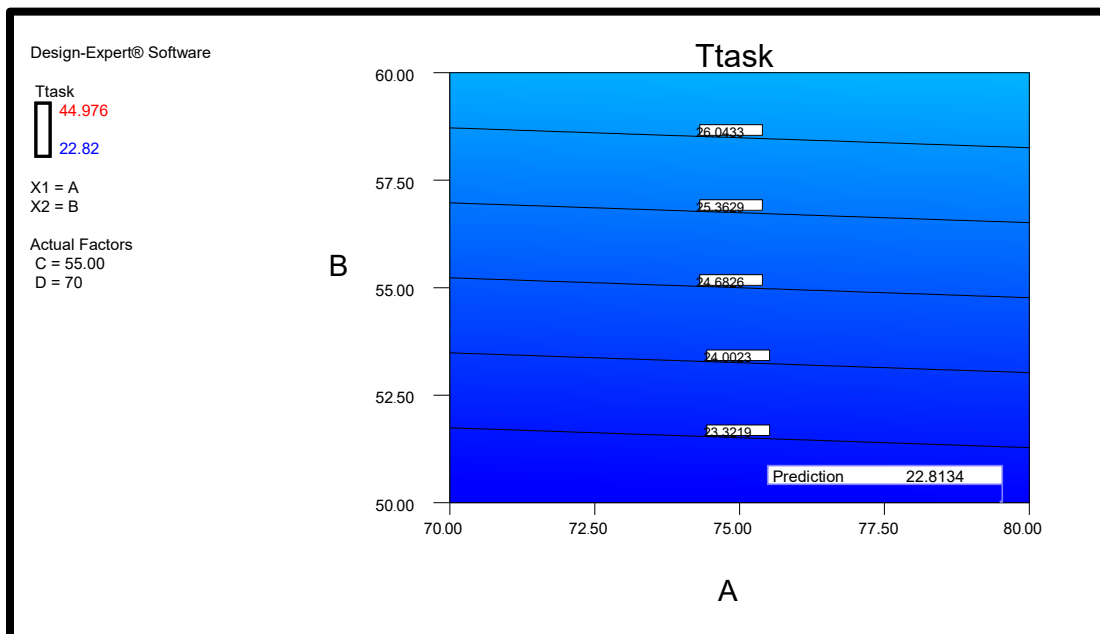 Design-Expert® Software
Ttask
44.976
22.82
X1 = A
X2 = B
Actual Factors
C = 55.00
D = 70
Ttask
60.00
57.50
55.00
52.50
50.00
B
26.0433
25.3629
24.6826
24.0023
23.3219
Prediction 22.8134
70.00 72.50 75.00 77.50 80.00
A